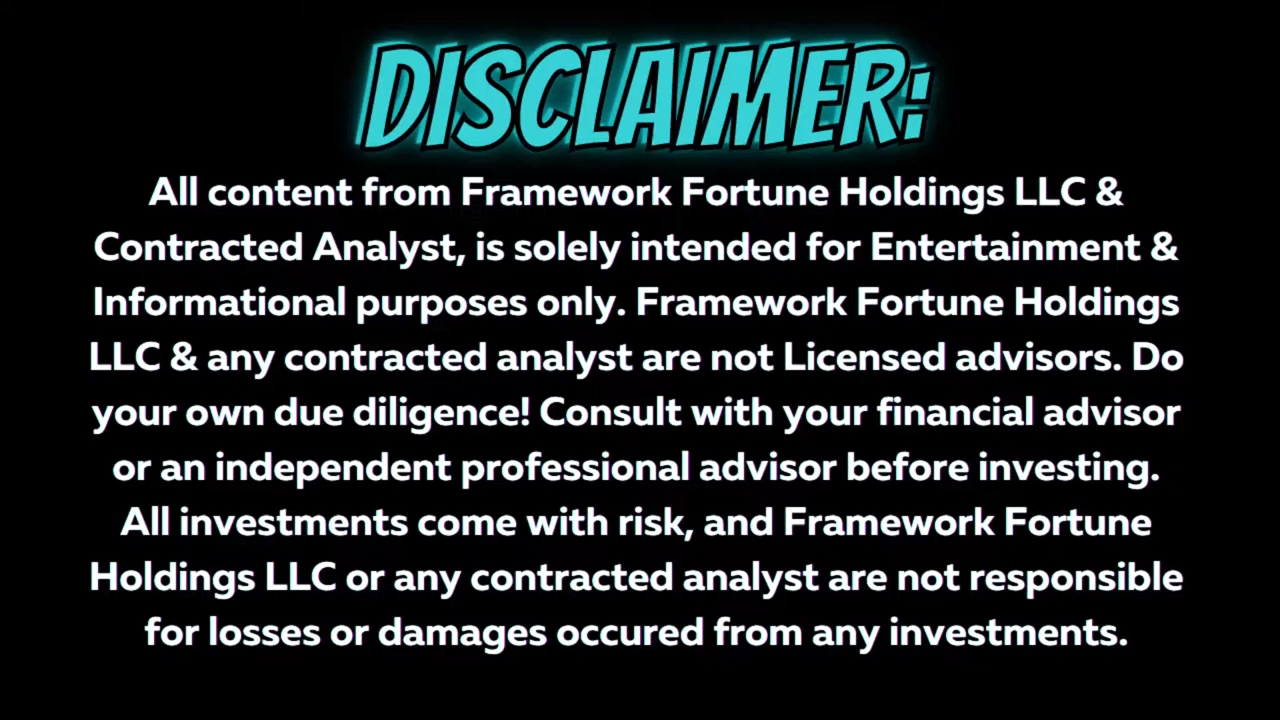 DISCLAIMER:
All content from Framework Fortune Holdings LLC &
Contracted Analyst, is solely intended for Entertainment &
Informational purposes only. Framework Fortune Holdings
LLC & any contracted analyst are not Licensed advisors. Do
your own due diligence! Consult with your financial advisor
or an independent professional advisor before investing.
All investments come with risk, and Framework Fortune
Holdings LLC or any contracted analyst are not responsible
for losses or damages occured from any investments.